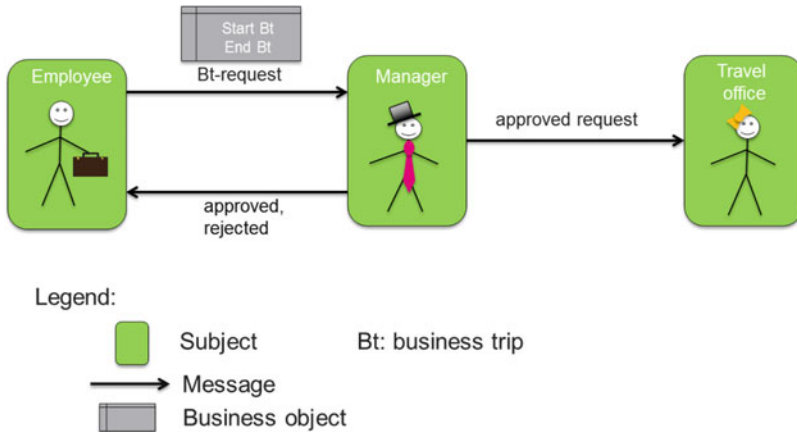 Start Bt
End Bt
Employee
Bt-request
Manager
Travel
office
approved request
approved,
rejected
Legend:
Subject
Bt: business trip
Message
Business object